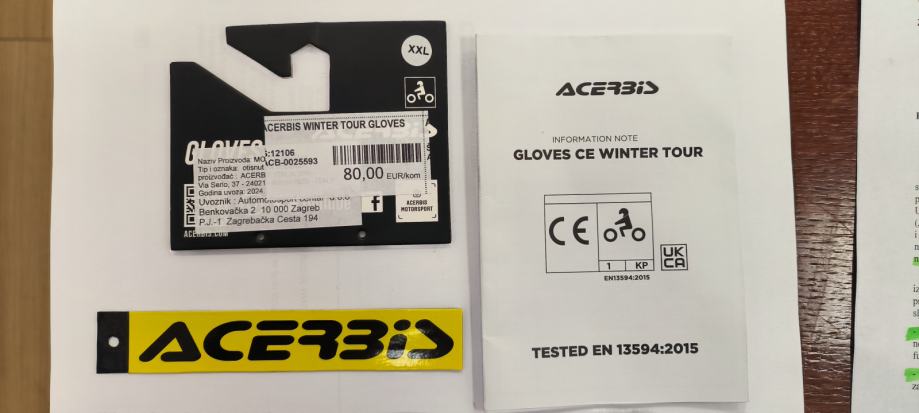 XXL
ACERBIS WINTER TOUR GLOVES
GLOVES
S:12106
Naziv Proizvoda: MO
ACB-0025593
Tip i oznaka: otisnut
proizvođač : ACERB
80,00 EUR/kom
Via Serio, 37 - 24021
Godina uvoza: 2024.
Uvoznik : Automotosport centar d.o.o
Benkovačka 2 10 000 Zagreb
P.J.-1 Zagrebačka Cesta 194
ACERBIS
MOTORSPORT
ACERBIS.COM
ACERBIS
ACERBIS
INFORMATION NOTE
GLOVES CE WINTER TOUR
CE
1 KP
UK
CA
EN13594:2015
TESTED EN 13594:2015